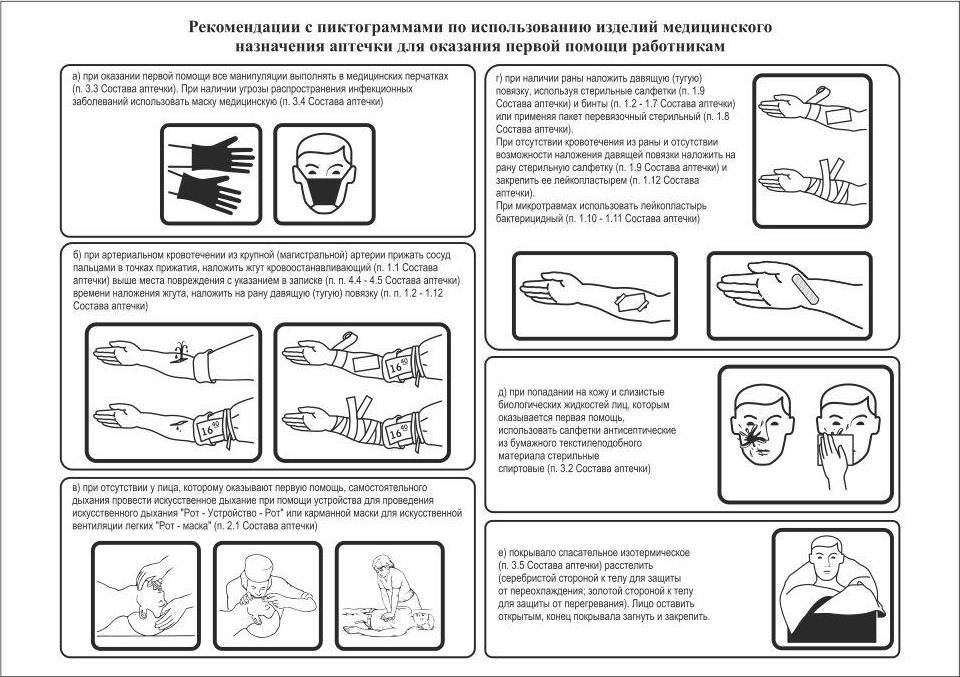 Рекомендации с пиктограммами по использованию изделий медицинского
назначения аптечки для оказания первой помощи работникам
а) при оказании первой помощи все манипуляции выполнять в медицинских перчатках
(п. 3.3 Состава аптечки). При наличии угрозы распространения инфекционных
заболеваний использовать маску медицинскую (п. 3.4 Состава аптечки)
б) при артериальном кровотечении из крупной (магистральной) артерии прижать сосуд
пальцами в точках прижатия, наложить жгут кровоостанавливающий (п. 1.1 Состава
аптечки) выше места повреждения с указанием в записке (п. п. 4.4 - 4.5 Состава аптечки)
времени наложения жгута, наложить на рану давящую (тугую) повязку (п. п. 1.2 - 1.12
Состава аптечки)
16 40
16 40
16 40
в) при отсутствии у лица, которому оказывают первую помощь, самостоятельного
дыхания провести искусственное дыхание при помощи устройства для проведения
искусственного дыхания "Рот - Устройство - Рот" или карманной маски для искусственной
вентиляции легких "Рот - маска" (п. 2.1 Состава аптечки)
г) при наличии раны наложить давящую (тугую)
повязку, используя стерильные салфетки (п. 1.9
Состава аптечки) и бинты (п. 1.2 - 1.7 Состава аптечки)
или применяя пакет перевязочный стерильный (п. 1.8
Состава аптечки).
При отсутствии кровотечения из раны и отсутствии
возможности наложения давящей повязки наложить на
рану стерильную салфетку (п. 1.9 Состава аптечки) и
закрепить ее лейкопластырем (п. 1.12 Состава
аптечки).
При микротравмах использовать лейкопластырь
бактерицидный (п. 1.10 - 1.11 Состава аптечки)
д) при попадании на кожу и слизистые
биологических жидкостей лиц, которым
оказывается первая помощь,
использовать салфетки антисептические
из бумажного текстилеподобного
материала стерильные
спиртовые (п. 3.2 Состава аптечки)
е) покрывало спасательное изотермическое
(п. 3.5 Состава аптечки) расстелить
(серебристой стороной к телу для защиты
от переохлаждения; золотой стороной к телу
для защиты от перегревания). Лицо оставить
открытым, конец покрывала загнуть и закрепить.